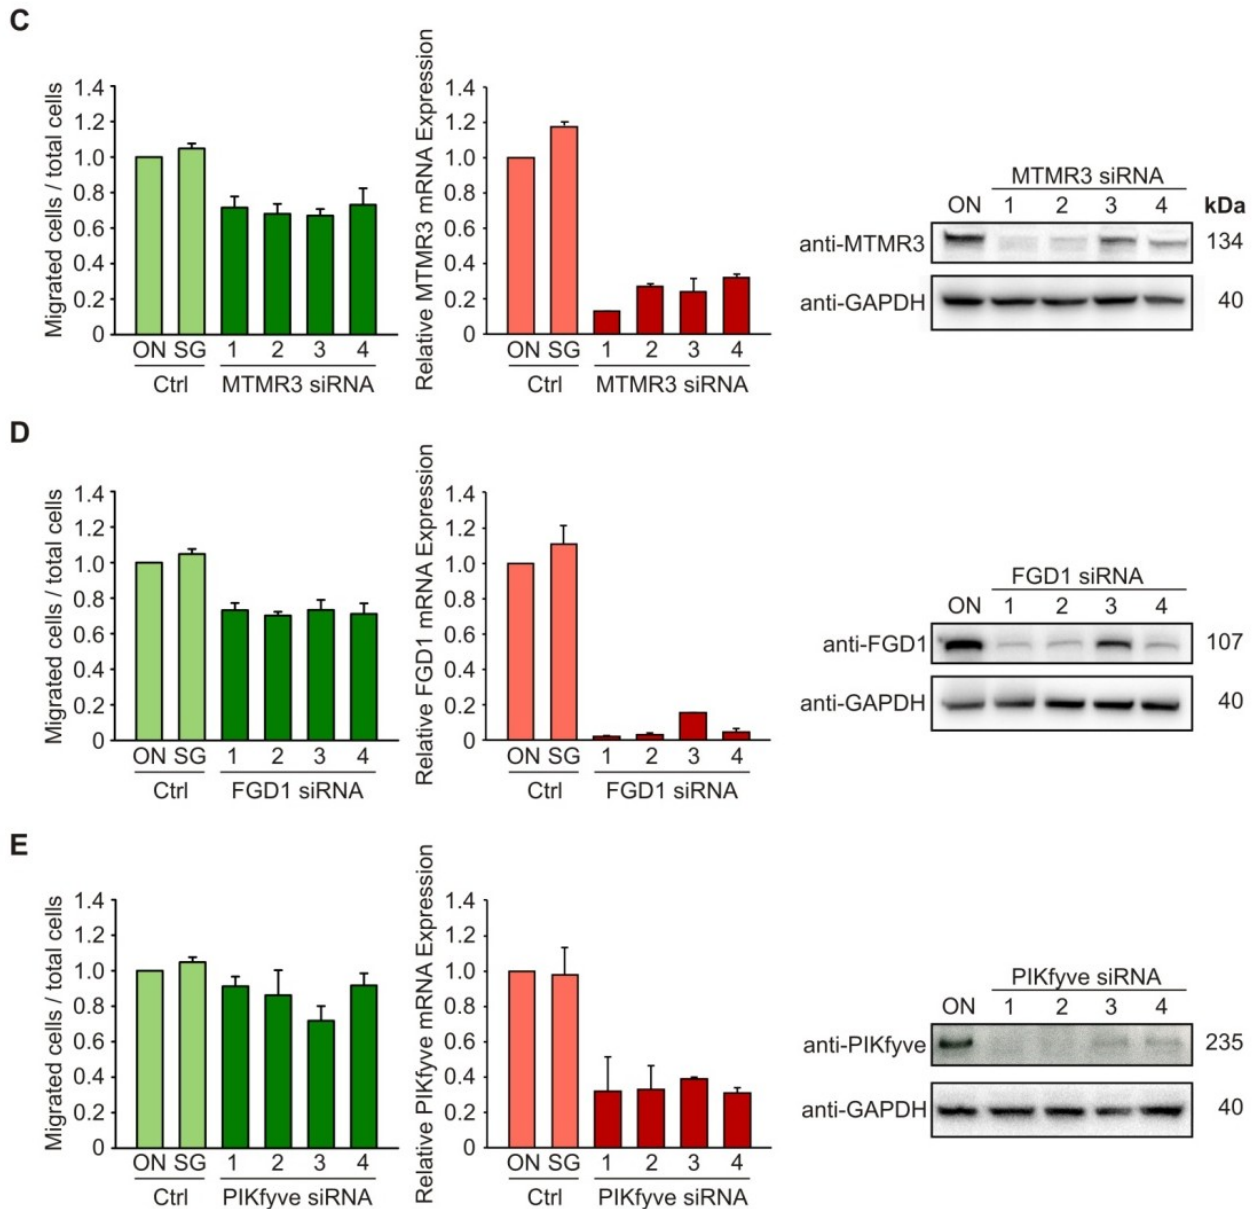 C
Migrated cells / total cells
1.4
1.2
1.0
0.8
0.6
0.4
0.2
0
ON SG 1 2 3 4
Ctrl MTMR3 siRNA
Relative MTMR3 mRNA Expression
1.4
1.2
1.0
0.8
0.6
0.4
0.2
0
ON SG 1 2 3 4
Ctrl MTMR3 siRNA
MTMR3 siRNA
ON 1 2 3 4 kDa
anti-MTMR3 134
anti-GAPDH 40
D
Migrated cells / total cells
1.4
1.2
1.0
0.8
0.6
0.4
0.2
0
ON SG 1 2 3 4
Ctrl FGD1 siRNA
Relative FGD1 mRNA Expression
1.4
1.2
1.0
0.8
0.6
0.4
0.2
0
ON SG 1 2 3 4
Ctrl FGD1 siRNA
FGD1 siRNA
ON 1 2 3 4
anti-FGD1 107
anti-GAPDH 40
E
Migrated cells / total cells
1.4
1.2
1.0
0.8
0.6
0.4
0.2
0
ON SG 1 2 3 4
Ctrl PIKfyve siRNA
Relative PIKfyve mRNA Expression
1.4
1.2
1.0
0.8
0.6
0.4
0.2
0
ON SG 1 2 3 4
Ctrl PIKfyve siRNA
PIKfyve siRNA
ON 1 2 3 4
anti-PIKfyve 235
anti-GAPDH 40